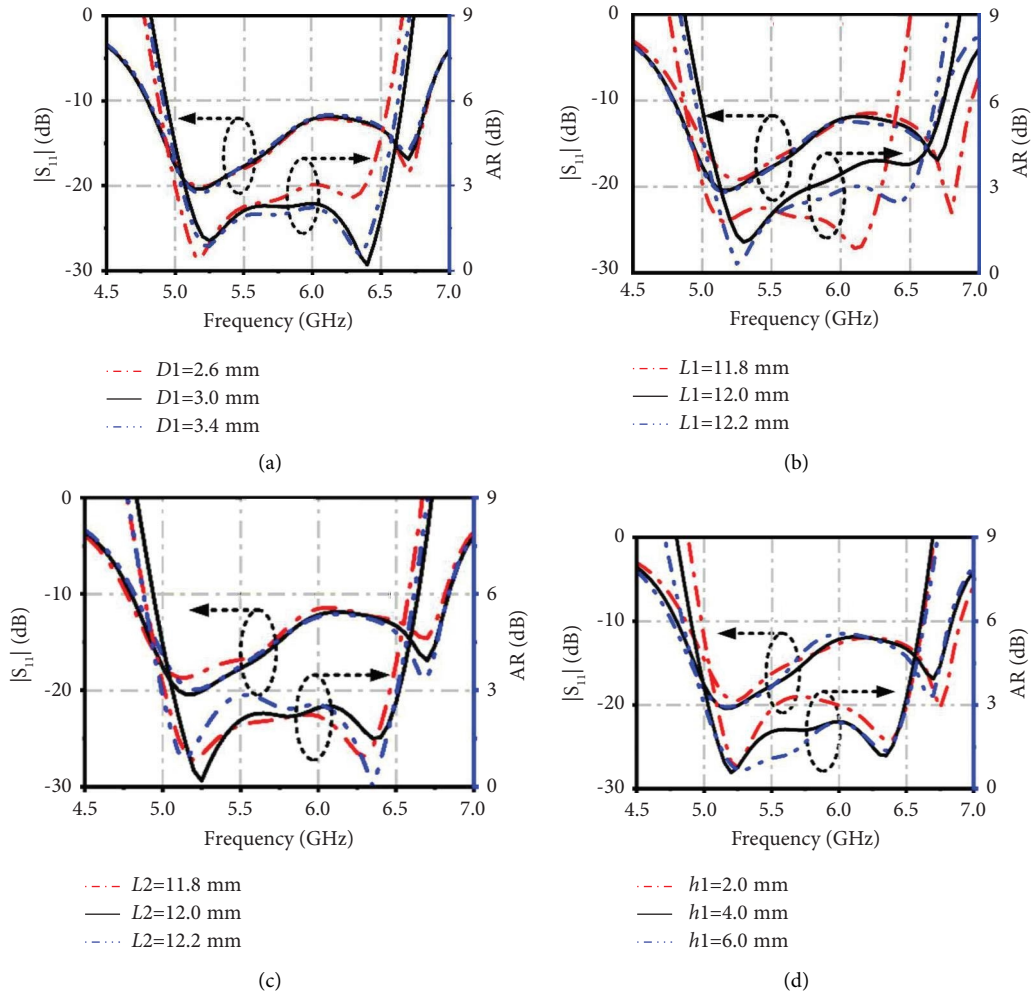 0
-10
-20
-30
|S11| (dB)
9
6
3
0
AR (dB)
4.5 5.0 5.5 6.0 6.5 7.0
Frequency (GHz)
D1=2.6 mm
D1=3.0 mm
D1=3.4 mm
(a)
0
-10
-20
-30
|S11| (dB)
9
6
3
0
AR (dB)
4.5 5.0 5.5 6.0 6.5 7.0
Frequency (GHz)
L1=11.8 mm
L1=12.0 mm
L1=12.2 mm
(b)
0
-10
-20
-30
|S11| (dB)
9
6
3
0
AR (dB)
4.5 5.0 5.5 6.0 6.5 7.0
Frequency (GHz)
L2=11.8 mm
L2=12.0 mm
L2=12.2 mm
(c)
0
-10
-20
-30
|S11| (dB)
9
6
3
0
AR (dB)
4.5 5.0 5.5 6.0 6.5 7.0
Frequency (GHz)
h1=2.0 mm
h1=4.0 mm
h1=6.0 mm
(d)